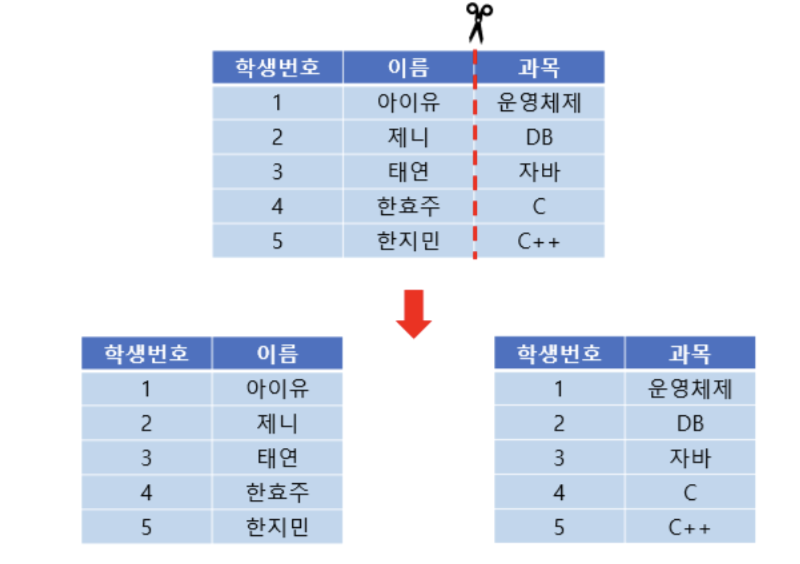 학생번호 이름 과목
1 아이유 운영체제
2 제니 DB
3 태연 자바
4 한효주 C
5 한지민 C++
학생번호 이름
1 아이유
2 제니
3 태연
4 한효주
5 한지민
학생번호 과목
1 운영체제
2 DB
3 자바
4 C
5 C++